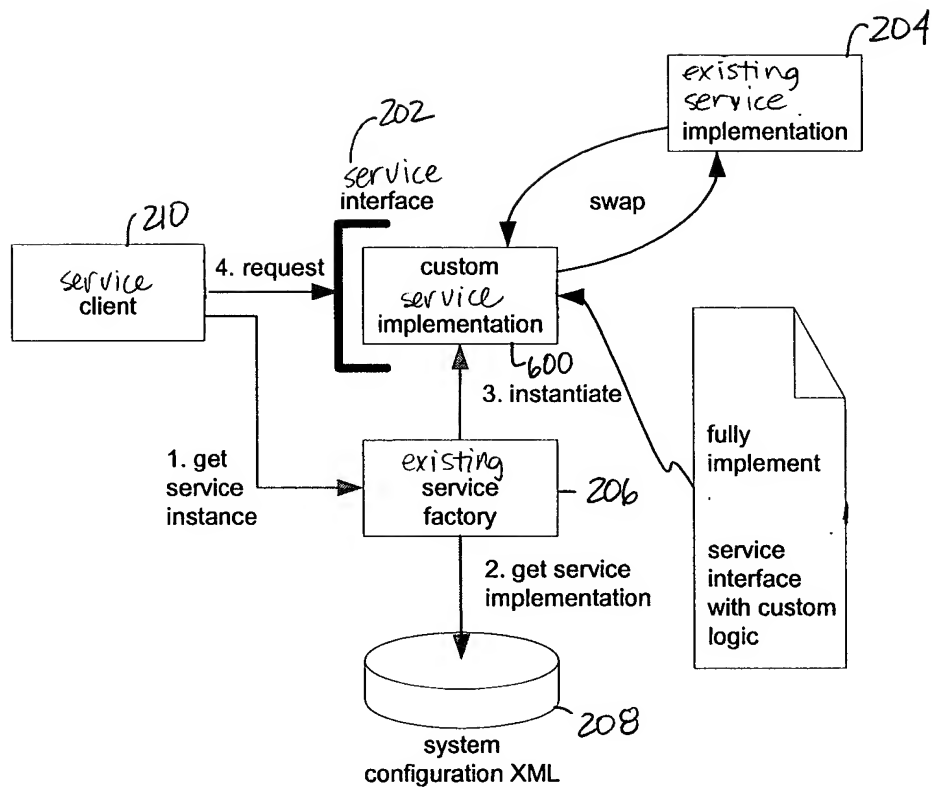 204
existing
service
implementation
202
service
interface
swap
210
service
client
4. request
custom
service
implementation
600
3. instantiate
fully
implement
service
interface
with custom
logic
1. get
service
instance
existing
service
factory
206
2. get service
implementation
208
system
configuration XML